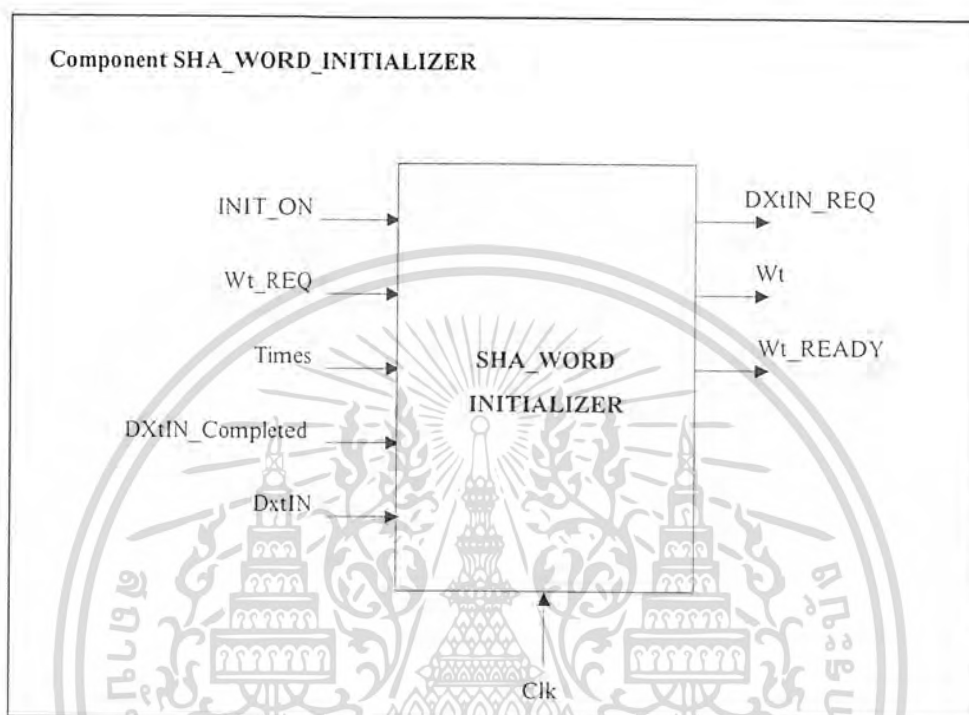 Component SHA_WORD_INITIALIZER
INIT_ON
Wt_REQ
Times
DXtIN_Completed
DxtIN
SHA_WORD
INITIALIZER
DXtIN_REQ
Wt
Wt_READY
Clk